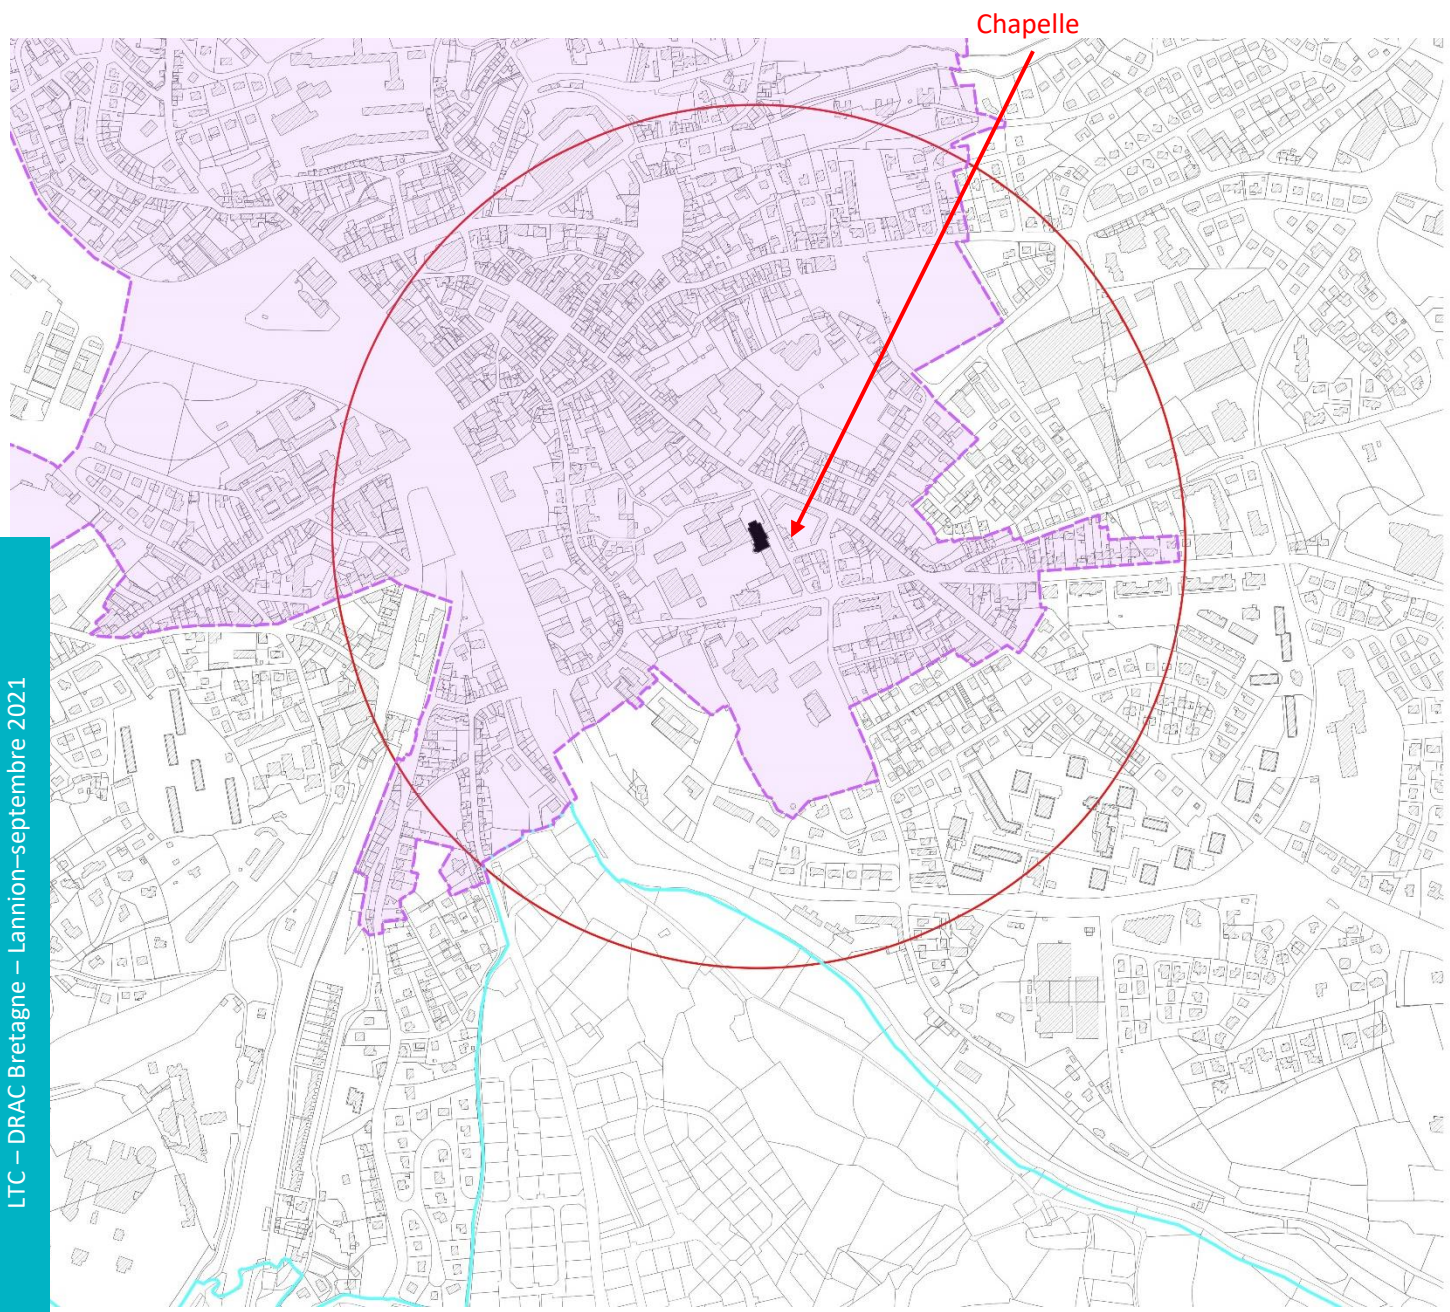 Chapelle
LTC – DRAC Bretagne – Lannion–septembre 2021